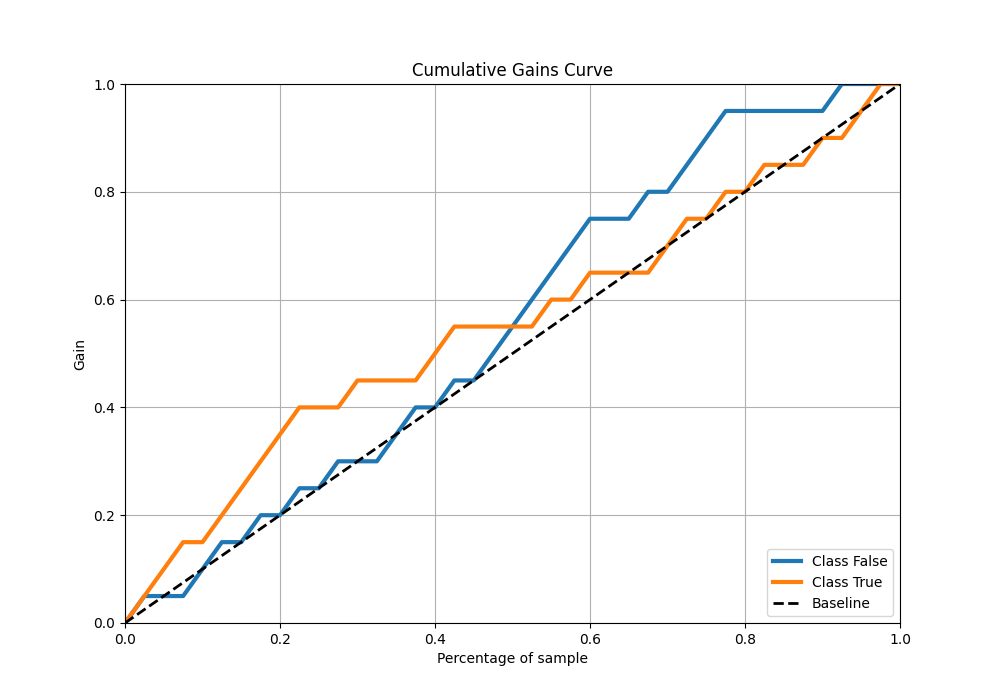 Cumulative Gains Curve
1.0
0.8
0.6
0.4
0.2
0.0
Gain
0.0 0.2 0.4 0.6 0.8 1.0
Percentage of sample
Class False
Class True
Baseline